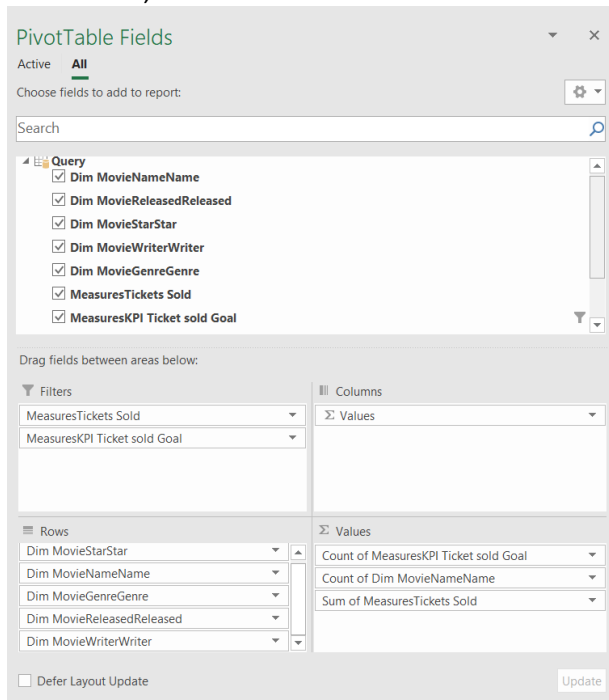 PivotTable Fields
Active All
Choose fields to add to report:
Search
Query
Dim MovieNameName
Dim MovieReleasedReleased
Dim MovieStarStar
Dim MovieWriterWriter
Dim MovieGenreGenre
MeasuresTickets Sold
MeasuresKPI Ticket sold Goal
Drag fields between areas below:
Filters
MeasuresTickets Sold
MeasuresKPI Ticket sold Goal
Columns
Σ Values
Rows
Dim MovieStarStar
Dim MovieNameName
Dim MovieGenreGenre
Dim MovieReleasedReleased
Dim MovieWriterWriter
Σ Values
Count of MeasuresKPI Ticket sold Goal
Count of Dim MovieNameName
Sum of MeasuresTickets Sold
Defer Layout Update
Update